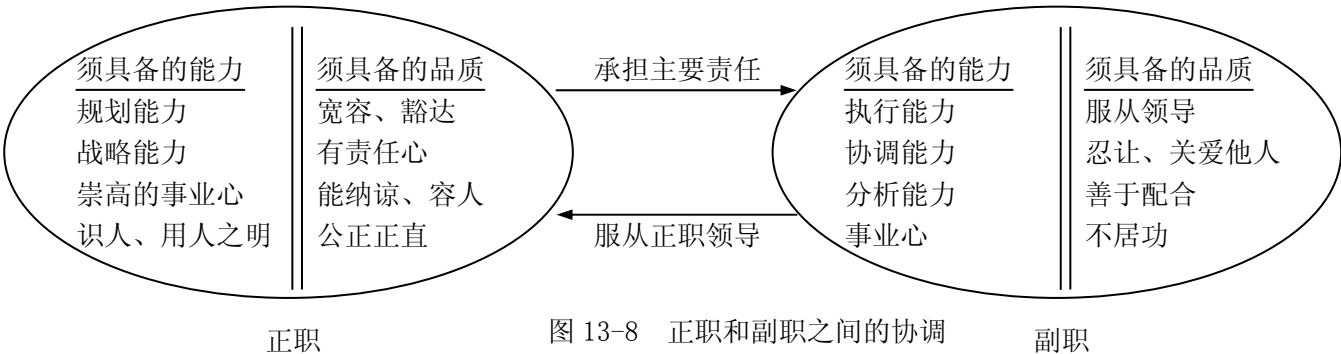 须具备的能力
规划能力
战略能力
崇高的事业心
识人、用人之明
须具备的品质
宽容、豁达
有责任心
能纳谅、容人
公正正直
承担主要责任
服从正职领导
须具备的能力
执行能力
协调能力
分析能力
事业心
须具备的品质
服从领导
忍让、关爱他人
善于配合
不居功
正职
图 13-8 正职和副职之间的协调
副职